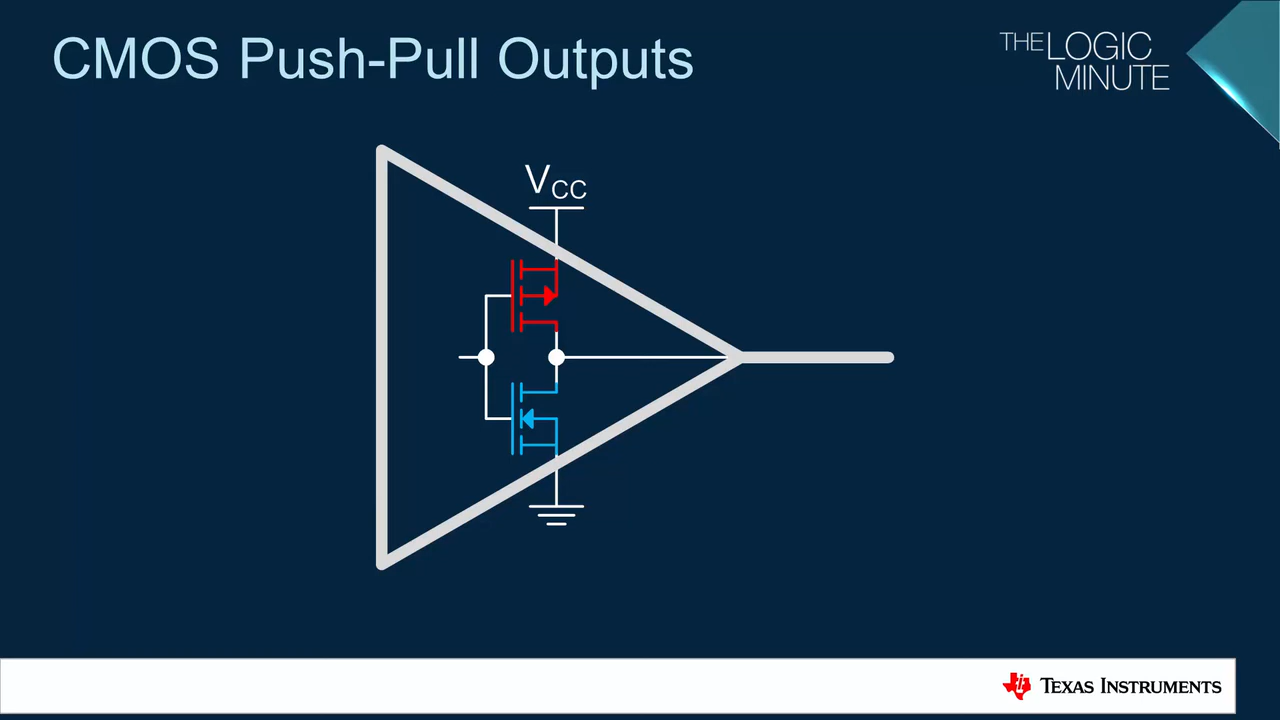 CMOS Push-Pull Outputs
THE LOGIC
MINUTE
VCC
TEXAS INSTRUMENTS